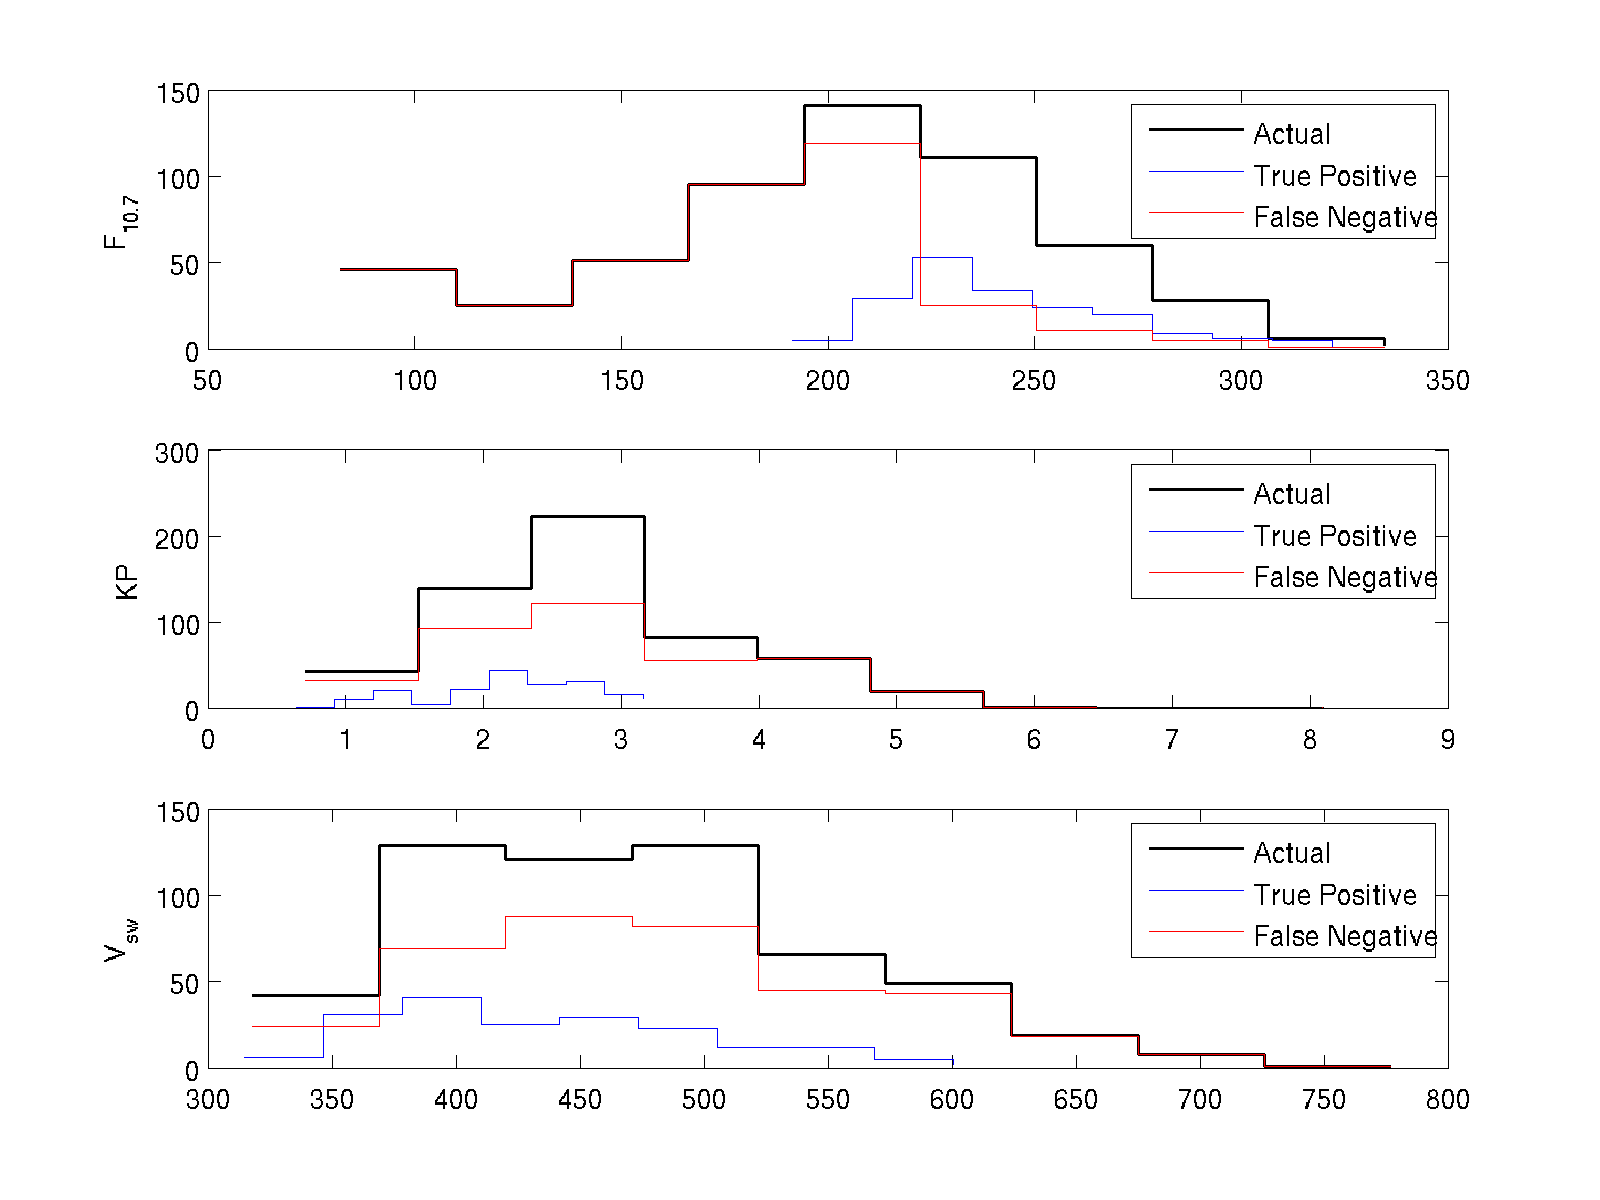 150
100
50
0
F10.7
Actual
True Positive
False Negative
50 100 150 200 250 300 350
300
200
100
0
KP
Actual
True Positive
False Negative
0 1 2 3 4 5 6 7 8 9
150
100
50
0
Vsw
Actual
True Positive
False Negative
300 350 400 450 500 550 600 650 700 750 800